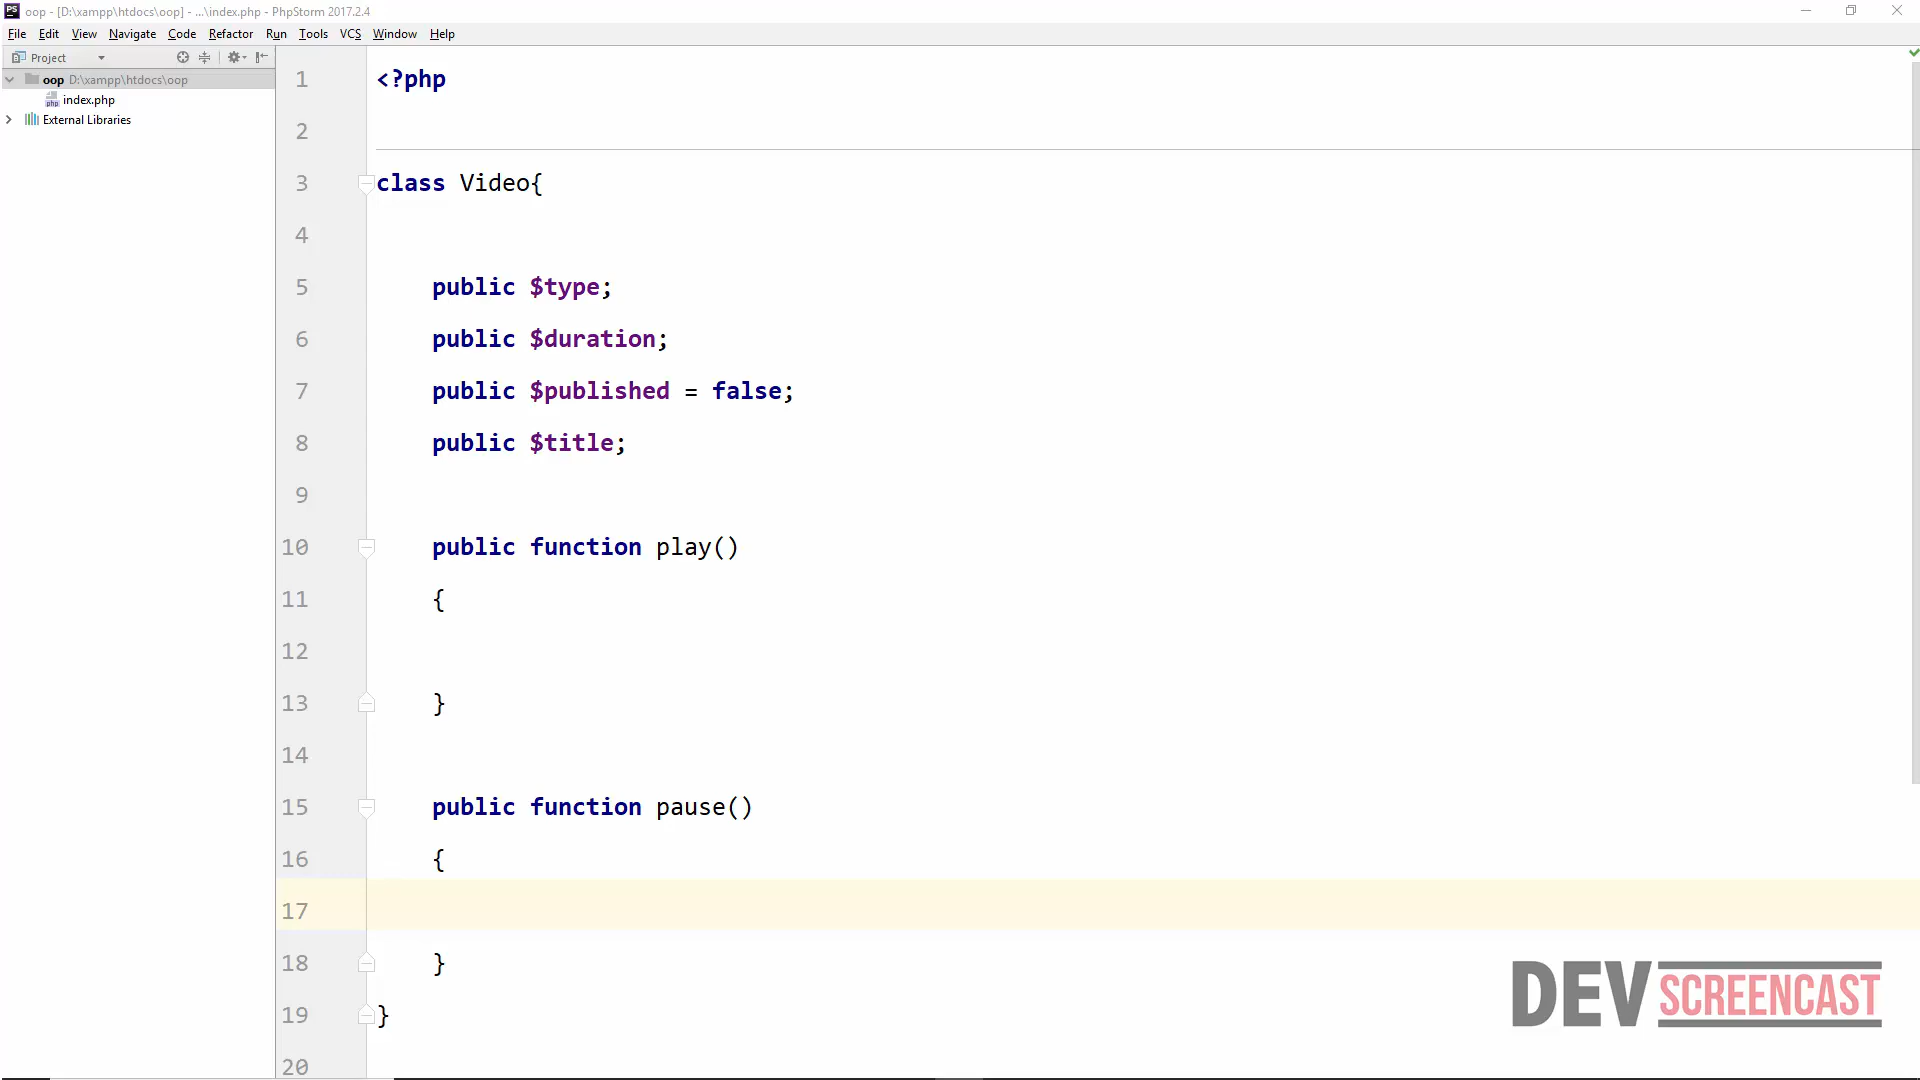 oop - [D:\xampp\htdocs\oop] - ...\index.php - PhpStorm 2017.2.4
File Edit View Navigate Code Refactor Run Tools VCS Window Help
Project
oop D:\xampp\htdocs\oop
index.php
External Libraries
1 <?php
2
3 class Video{
4
5 public $type;
6 public $duration;
7 public $published = false;
8 public $title;
9
10 public function play()
11 {
12
13 }
14
15 public function pause()
16 {
17
18 }
19 }
20
DEV SCREENCAST